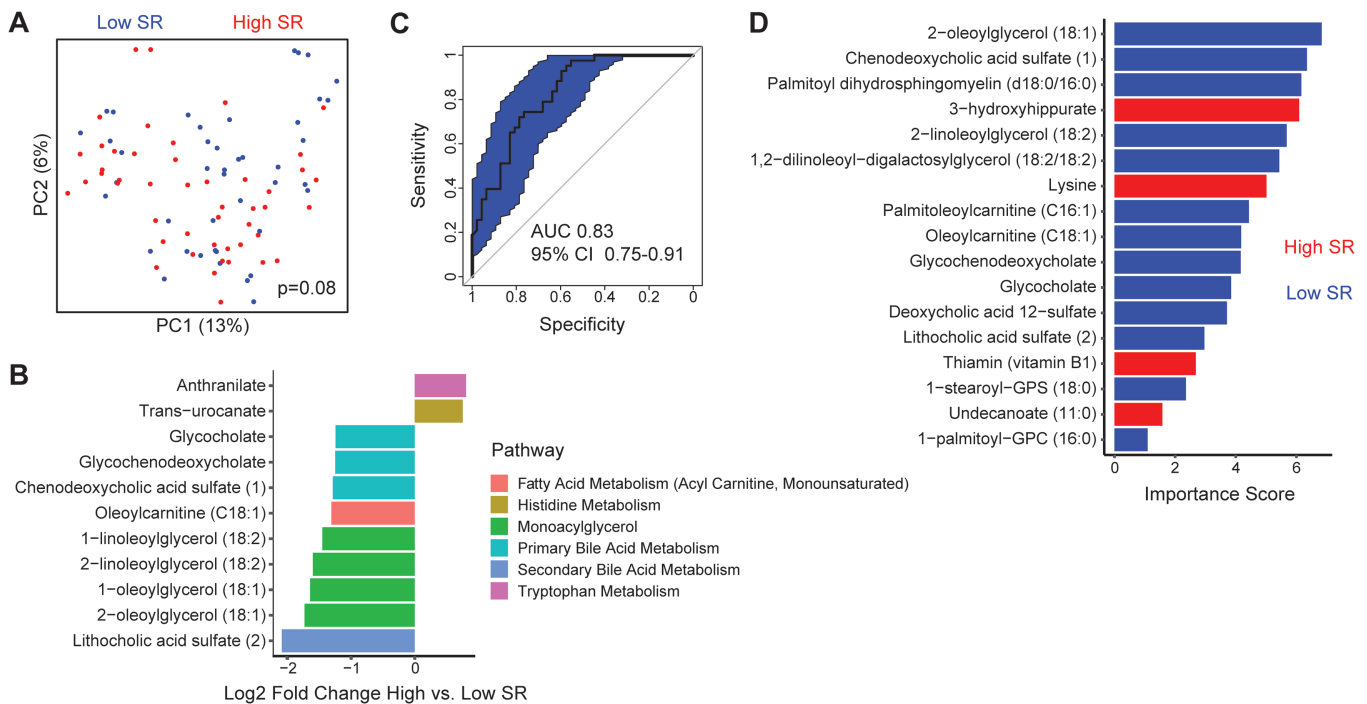 A
Low SR
High SR
PC2 (6%)
p=0.08
PC1 (13%)
B
Anthranilate
Trans−urocanate
Glycocholate
Glycochenodeoxycholate
Chenodeoxycholic acid sulfate (1)
Oleoylcarnitine (C18:1)
1−linoleoylglycerol (18:2)
2−linoleoylglycerol (18:2)
1−oleoylglycerol (18:1)
2−oleoylglycerol (18:1)
Lithocholic acid sulfate (2)
−2 −1 0
Log2 Fold Change High vs. Low SR
Pathway
Fatty Acid Metabolism (Acyl Carnitine, Monounsaturated)
Histidine Metabolism
Monoacylglycerol
Primary Bile Acid Metabolism
Secondary Bile Acid Metabolism
Tryptophan Metabolism
C
Sensitivity
1
0.8
0.6
0.4
0.2
0
AUC 0.83
95% CI 0.75-0.91
1 0.8 0.6 0.4 0.2 0
Specificity
D
2−oleoylglycerol (18:1)
Chenodeoxycholic acid sulfate (1)
Palmitoyl dihydrosphingomyelin (d18:0/16:0)
3−hydroxyhippurate
2−linoleoylglycerol (18:2)
1,2−dilinoleoyl−digalactosylglycerol (18:2/18:2)
Lysine
Palmitoleoylcarnitine (C16:1)
Oleoylcarnitine (C18:1)
Glycochenodeoxycholate
Glycocholate
Deoxycholic acid 12−sulfate
Lithocholic acid sulfate (2)
Thiamin (vitamin B1)
1−stearoyl−GPS (18:0)
Undecanoate (11:0)
1−palmitoyl−GPC (16:0)
High SR
Low SR
0 2 4 6
Importance Score